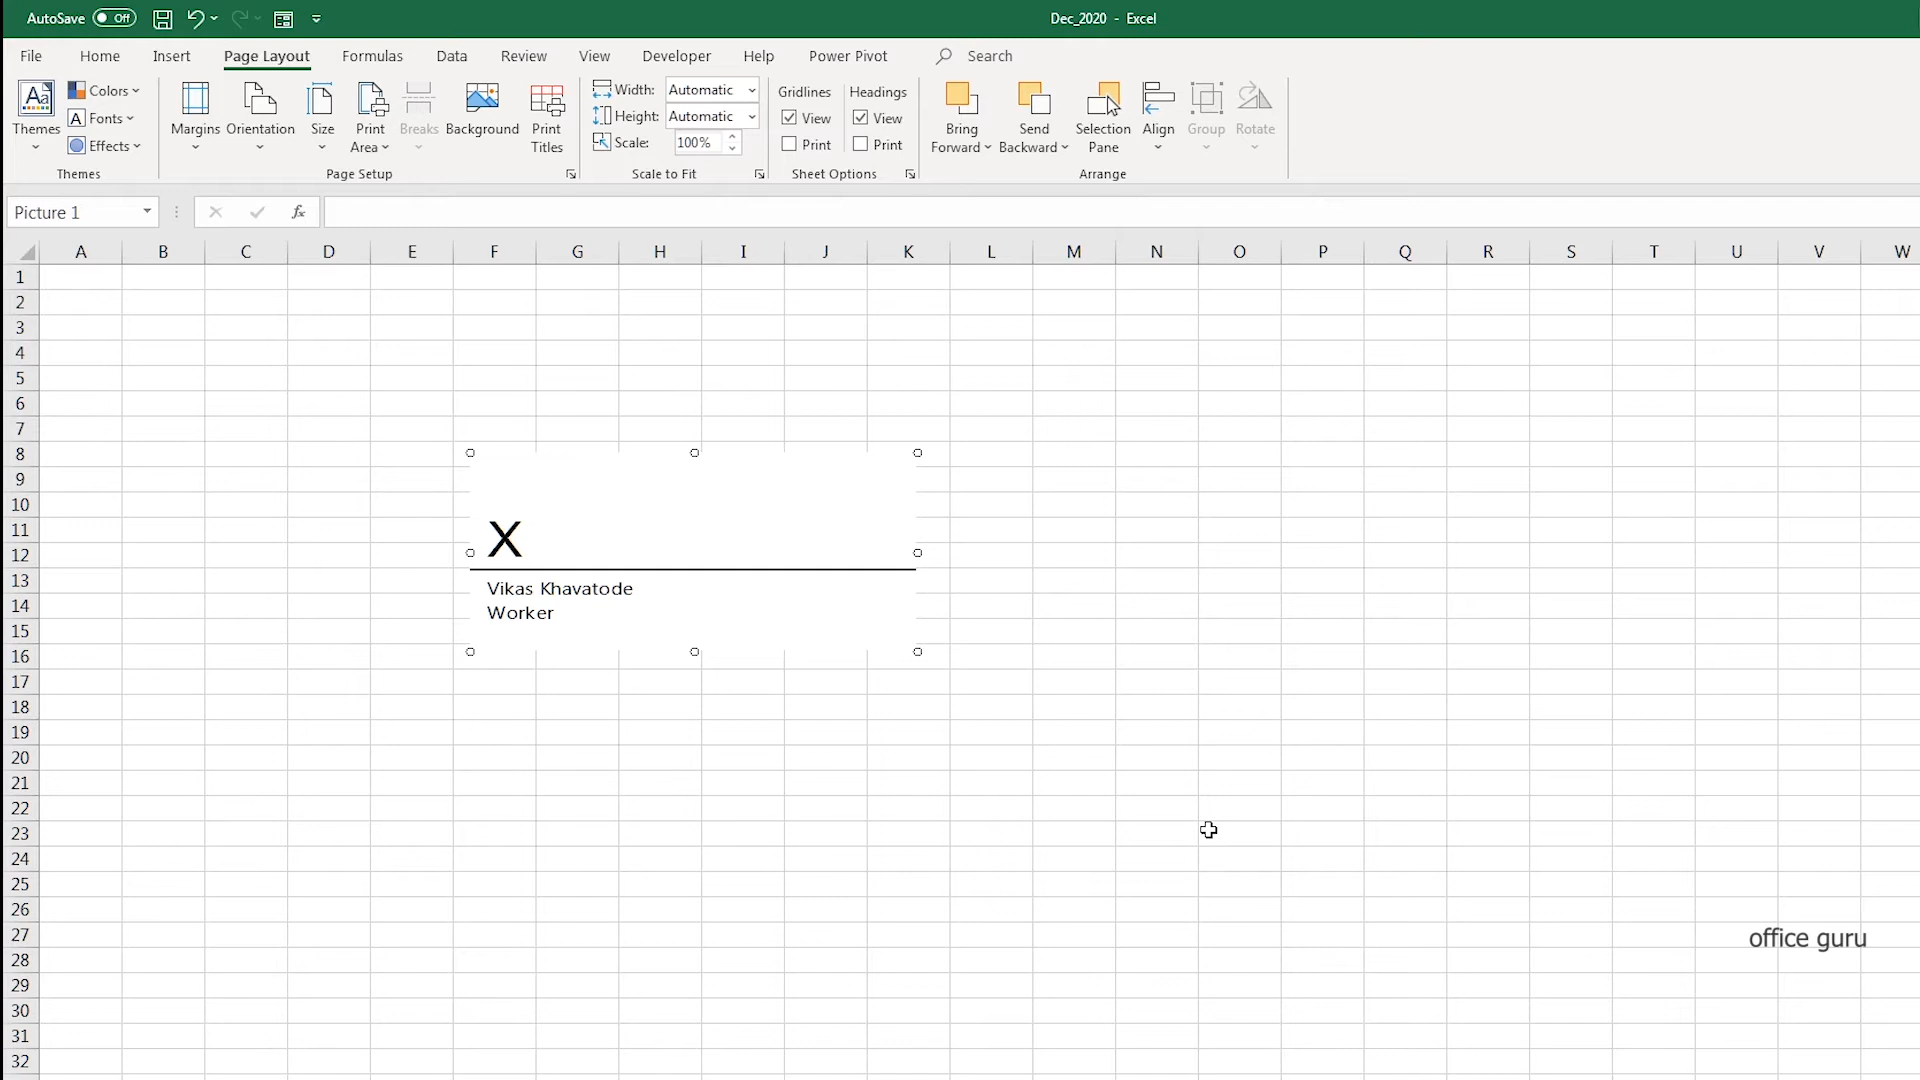 AutoSave Off
Dec_2020 - Excel
File Home Insert Page Layout Formulas Data Review View Developer Help Power Pivot Search
Themes
Colors
Fonts
Effects
Themes
Margins
Orientation
Size
Print Area
Breaks
Background
Print Titles
Page Setup
Width: Automatic
Height: Automatic
Scale: 100%
Scale to Fit
Gridlines
View
Print
Headings
View
Print
Sheet Options
Bring Forward
Send Backward
Selection Pane
Align
Group
Rotate
Arrange
Picture 1
fx
A B C D E F G H I J K L M N O P Q R S T U V W
1
2
3
4
5
6
7
8
9
10
11
12
13
14
15
16
17
18
19
20
21
22
23
24
25
26
27
28
29
30
31
32
X
Vikas Khavatode
Worker
office guru